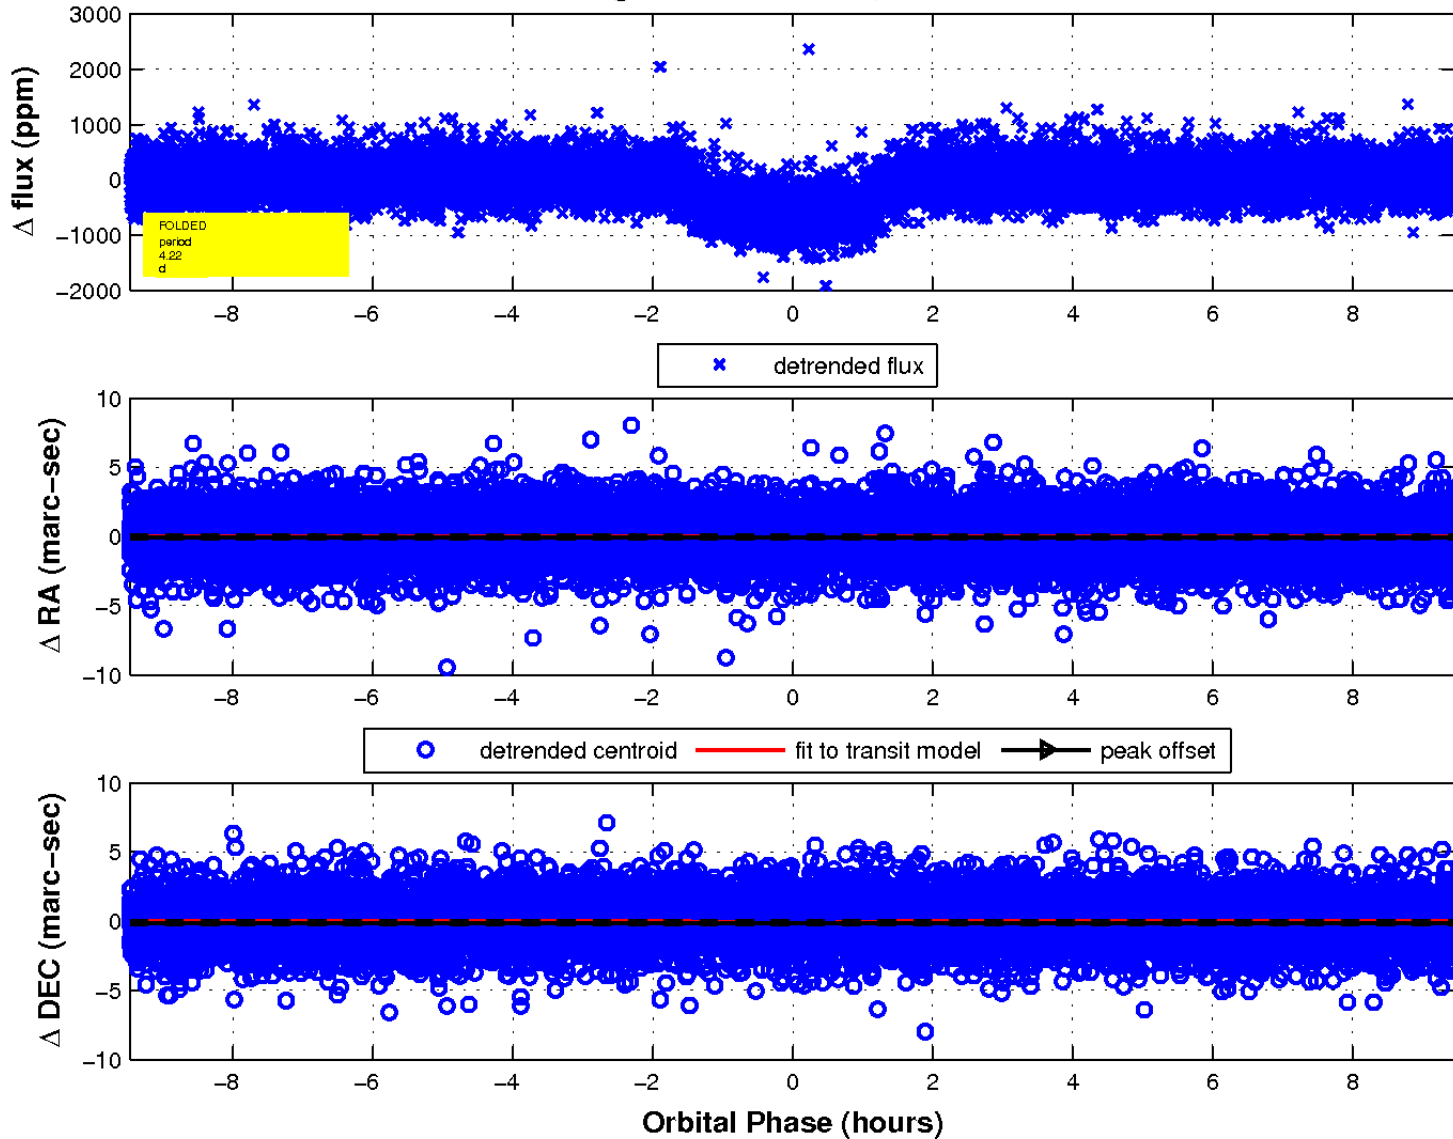 3000
2000
1000
0
−1000
−2000
Δ flux (ppm)
FOLDED
period
4.22
d
−8 −6 −4 −2 0 2 4 6 8
detrended flux
10
5
0
−5
−10
Δ RA (marc−sec)
−8 −6 −4 −2 0 2 4 6 8
detrended centroid fit to transit model peak offset
10
5
0
−5
−10
Δ DEC (marc−sec)
−8 −6 −4 −2 0 2 4 6 8
Orbital Phase (hours)